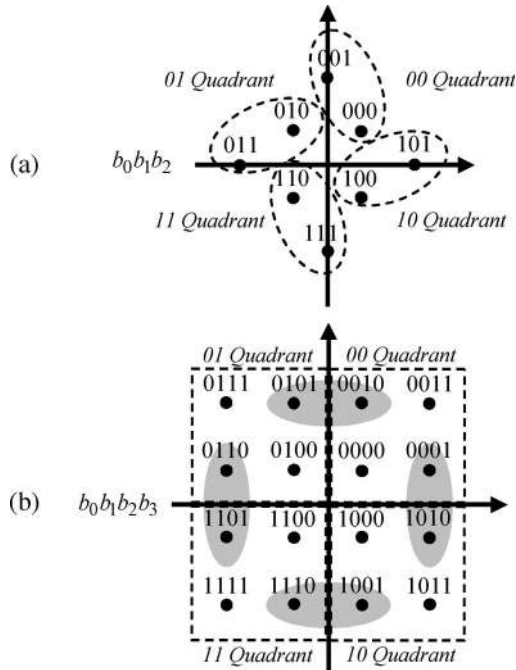 001
01 Quadrant 00 Quadrant
010 000
011 101
(a) b₀b₁b₂
110 100
11 Quadrant 10 Quadrant
111
01 Quadrant 00 Quadrant
0111 0101 0010 0011
0110 0100 0000 0001
(b) b₀b₁b₂b₃
1101 1100 1000 1010
1111 1110 1001 1011
11 Quadrant 10 Quadrant